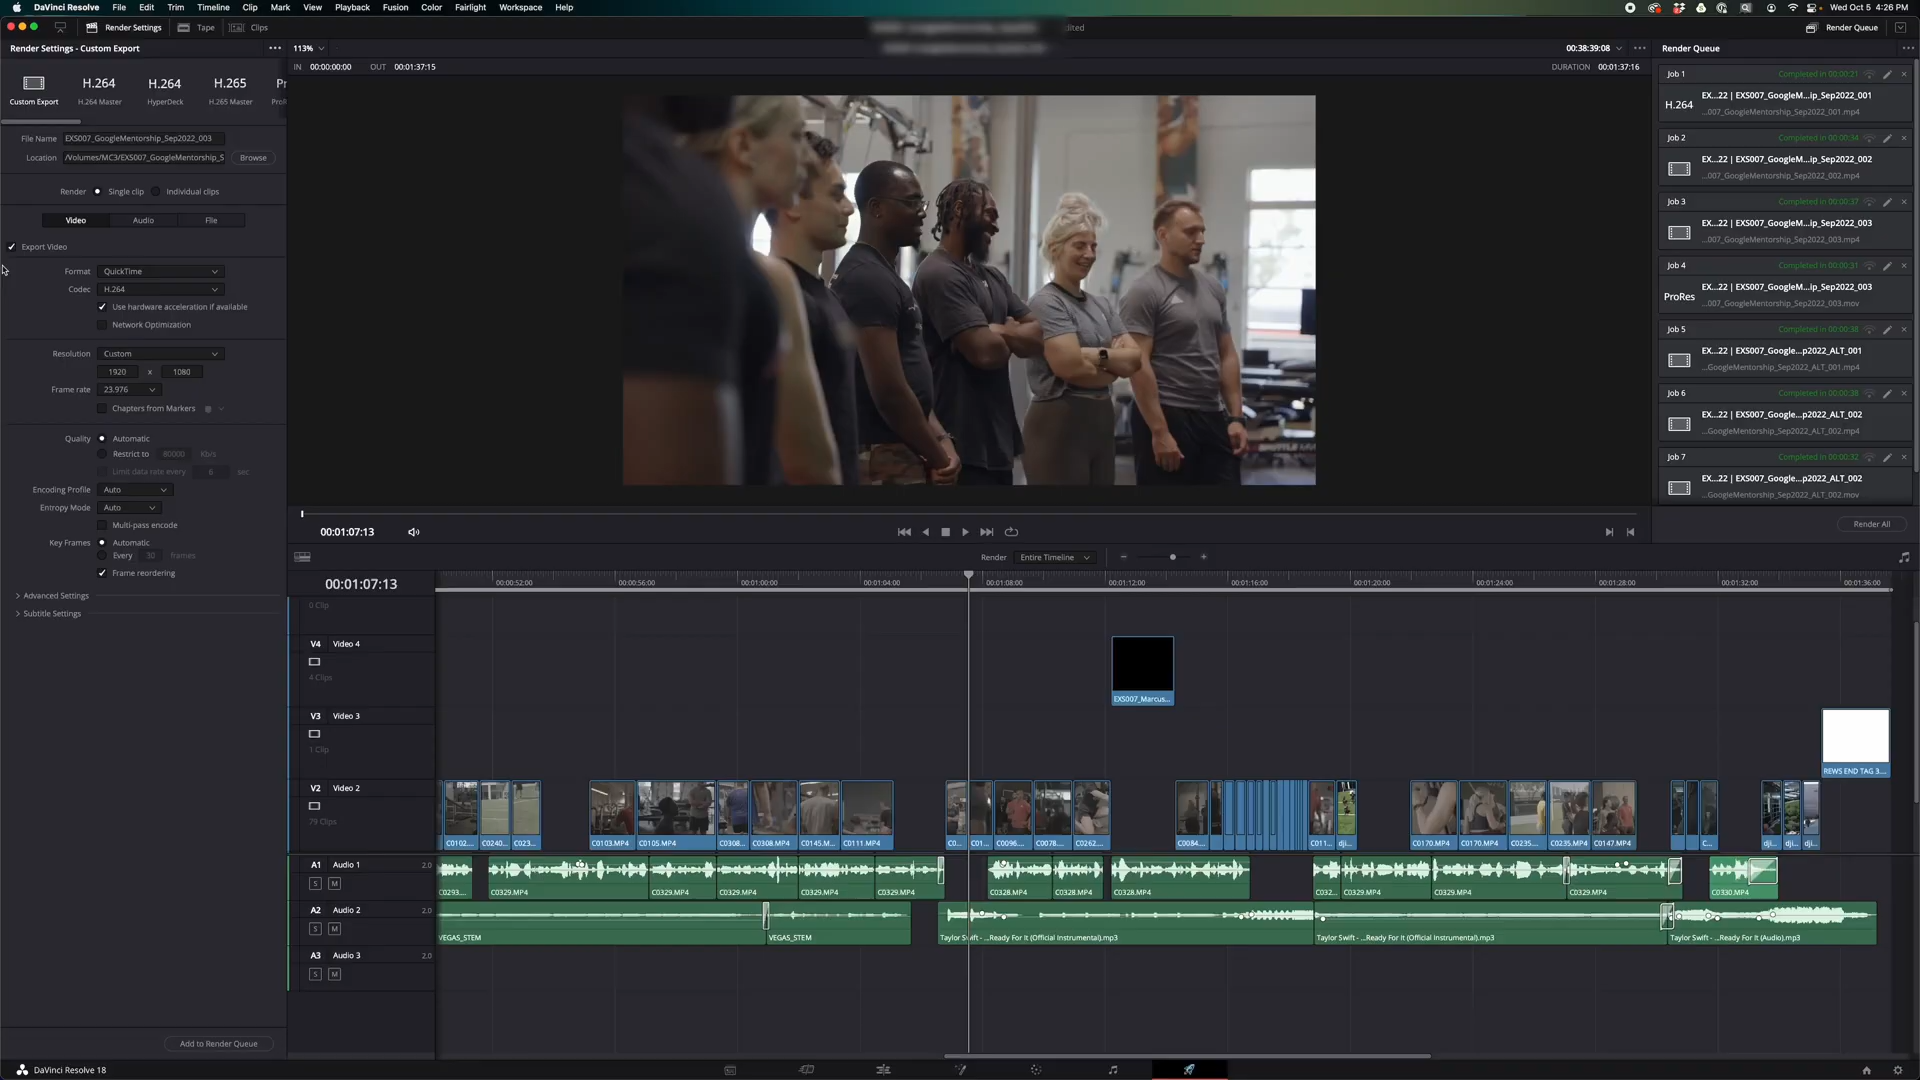 DaVinci Resolve File Edit Trim Timeline Clip Mark View Playback Fusion Color Fairlight Workspace Help
Wed Oct 5 4:26 PM
Render Settings Tape Clips
Render Queue
Render Settings - Custom Export
113%
00:38:39:08
Render Queue
IN 00:00:00:00 OUT 00:01:37:15
DURATION 00:01:37:16
H.264 H.264 H.265 Pr
Custom Export H.264 Master HyperDeck H.265 Master ProR
File Name EXS007_GoogleMentorship_Sep2022_003
Location /Volumes/MC3/EXS007_GoogleMentorship_S Browse
Render Single clip Individual clips
Video Audio File
Export Video
Format QuickTime
Codec H.264
Use hardware acceleration if available
Network Optimization
Resolution Custom
1920 x 1080
Frame rate 23.976
Chapters from Markers
Quality Automatic
Restrict to 80000 Kb/s
Limit data rate every 6 sec
Encoding Profile Auto
Entropy Mode Auto
Multi-pass encode
Key Frames Automatic
Every 30 frames
Frame reordering
Advanced Settings
Subtitle Settings
Add to Render Queue
Job 1 Completed in 00:00:21
H.264 EX...22 | EXS007_GoogleM...ip_Sep2022_001
...007_GoogleMentorship_Sep2022_001.mp4
Job 2 Completed in 00:00:34
EX...22 | EXS007_GoogleM...ip_Sep2022_002
...007_GoogleMentorship_Sep2022_002.mp4
Job 3 Completed in 00:00:37
EX...22 | EXS007_GoogleM...ip_Sep2022_003
...007_GoogleMentorship_Sep2022_003.mp4
Job 4 Completed in 00:00:31
ProRes EX...22 | EXS007_GoogleM...ip_Sep2022_003
...007_GoogleMentorship_Sep2022_003.mov
Job 5 Completed in 00:00:38
EX...22 | EXS007_Google...p2022_ALT_001
...GoogleMentorship_Sep2022_ALT_001.mp4
Job 6 Completed in 00:00:38
EX...22 | EXS007_Google...p2022_ALT_002
...GoogleMentorship_Sep2022_ALT_002.mp4
Job 7 Completed in 00:00:32
EX...22 | EXS007_Google...p2022_ALT_002
...GoogleMentorship_Sep2022_ALT_002.mov
Render All
00:01:07:13
Render Entire Timeline
00:01:07:13
00:00:52:00 00:00:56:00 00:01:00:00 00:01:04:00 00:01:08:00 00:01:12:00 00:01:16:00 00:01:20:00 00:01:24:00 00:01:28:00 00:01:32:00 00:01:36:00
0 Clip
V4 Video 4
4 Clips
EXS007_Marcus...
V3 Video 3
1 Clip
REWS END TAG 3....
V2 Video 2
79 Clips
C0102.... C0240... C023... C0103.MP4 C0105.MP4 C0308... C0308.MP4 C0145.M... C0111.MP4 C0... C01... C0096.... C0078.... C0262.... C0084.... C011... dji... C0170.MP4 C0170.MP4 C0235.... C0235.MP4 C0147.MP4 C... dji... dji... dji...
A1 Audio 1 2.0
S M
C0293.... C0329.MP4 C0329.MP4 C0329.MP4 C0329.MP4 C0329.MP4 C0328.MP4 C0328.MP4 C0328.MP4 C032... C0329.MP4 C0329.MP4 C0329.MP4 C0330.MP4
A2 Audio 2 2.0
S M
VEGAS_STEM VEGAS_STEM Taylor Swift - ...Ready For It (Official Instrumental).mp3 Taylor Swift - ...Ready For It (Official Instrumental).mp3 Taylor Swift - ...Ready For It (Audio).mp3
A3 Audio 3 2.0
S M
DaVinci Resolve 18